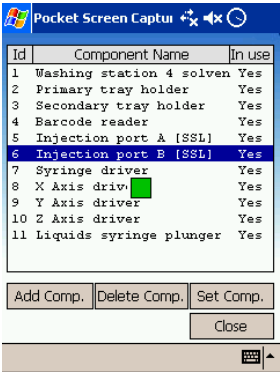 Pocket Screen Captur
Id Component Name In use
1 Washing station 4 solven Yes
2 Primary tray holder Yes
3 Secondary tray holder Yes
4 Barcode reader Yes
5 Injection port A [SSL] Yes
6 Injection port B [SSL] Yes
7 Syringe driver Yes
8 X Axis driv Yes
9 Y Axis driver Yes
10 Z Axis driver Yes
11 Liquids syringe plunger Yes
Add Comp. Delete Comp. Set Comp.
Close